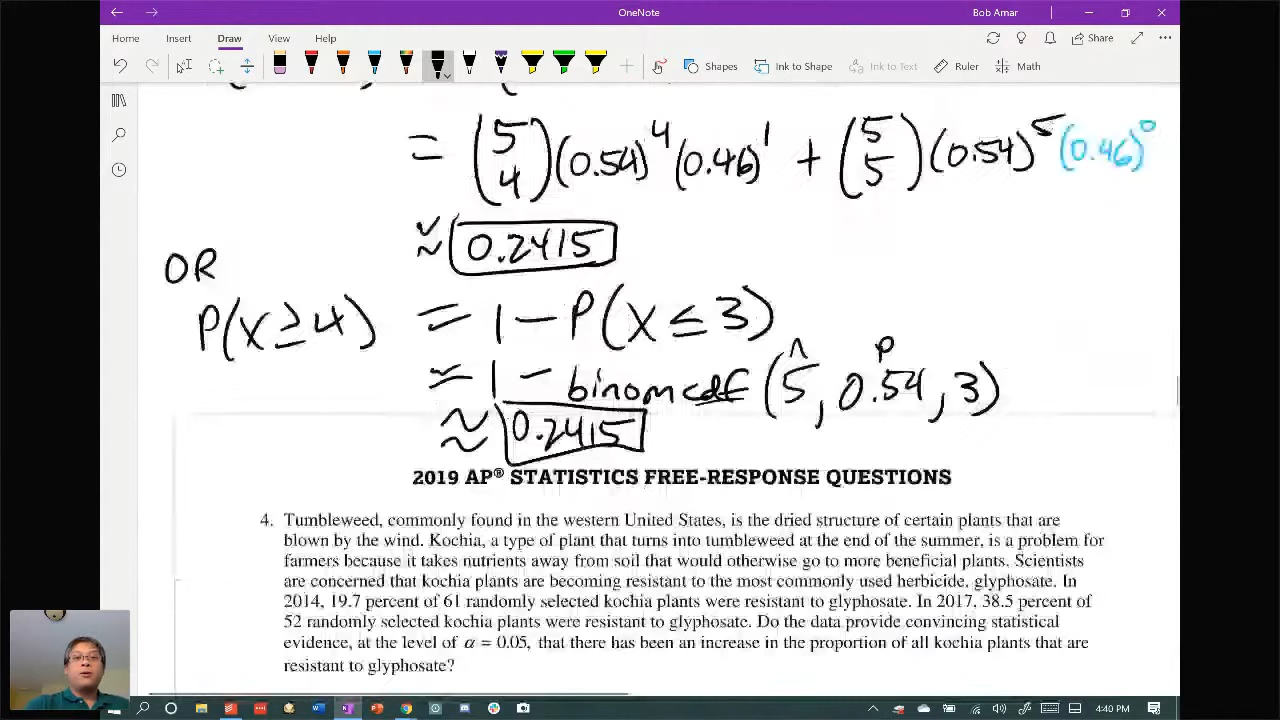 OneNote
Bob Amar
Home Insert Draw View Help
Share
Shapes Ink to Shape Ink to Text Ruler Math
= (5 4) (0.54)^4 (0.46)^1 + (5 5) (0.54)^5 (0.46)^0
≈ 0.2415
OR
P(X ≥ 4) = 1 - P(X ≤ 3)
n p
≈ 1 - binomcdf (5, 0.54, 3)
≈ 0.2415
2019 AP® STATISTICS FREE-RESPONSE QUESTIONS
4. Tumbleweed, commonly found in the western United States, is the dried structure of certain plants that are
blown by the wind. Kochia, a type of plant that turns into tumbleweed at the end of the summer, is a problem for
farmers because it takes nutrients away from soil that would otherwise go to more beneficial plants. Scientists
are concerned that kochia plants are becoming resistant to the most commonly used herbicide, glyphosate. In
2014, 19.7 percent of 61 randomly selected kochia plants were resistant to glyphosate. In 2017, 38.5 percent of
52 randomly selected kochia plants were resistant to glyphosate. Do the data provide convincing statistical
evidence, at the level of α = 0.05, that there has been an increase in the proportion of all kochia plants that are
resistant to glyphosate?
4:40 PM